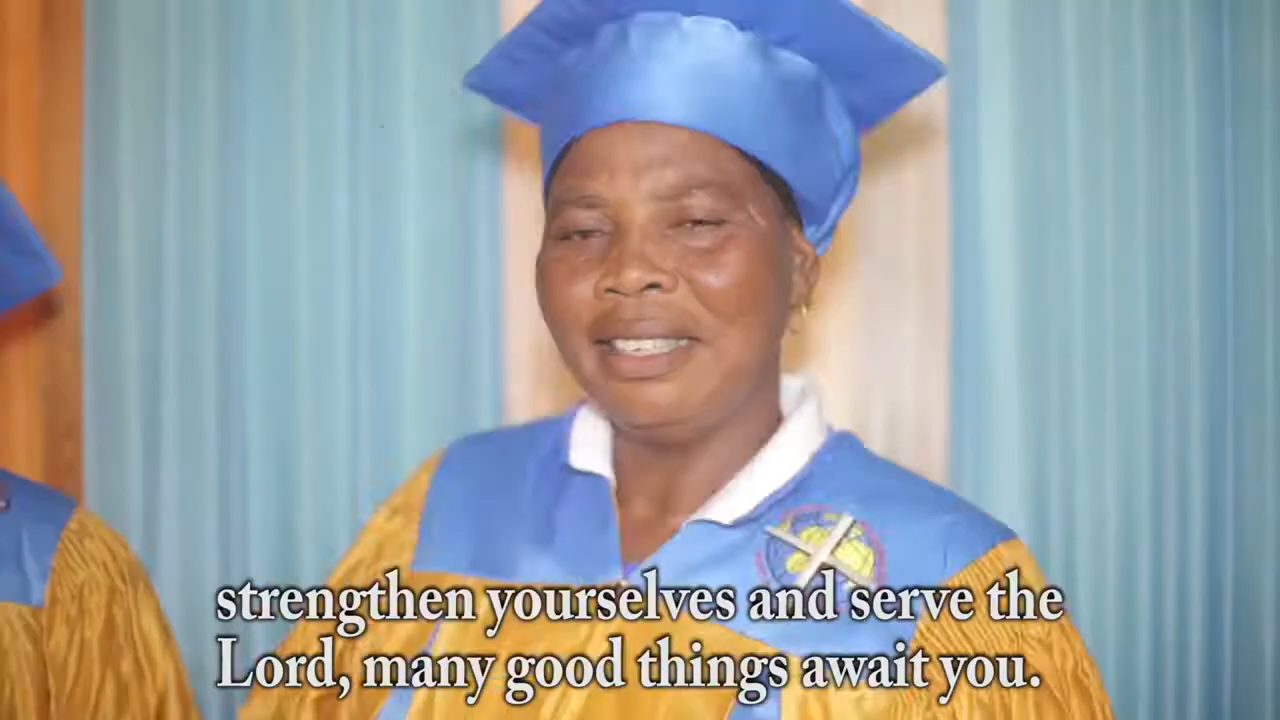 strengthen yourselves and serve the
Lord, many good things await you.